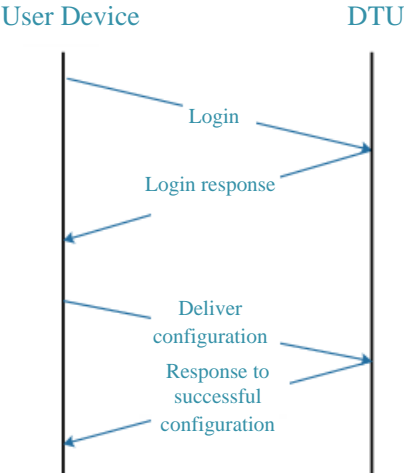 User Device
DTU
Login
Login response
Deliver
configuration
Response to
successful
configuration